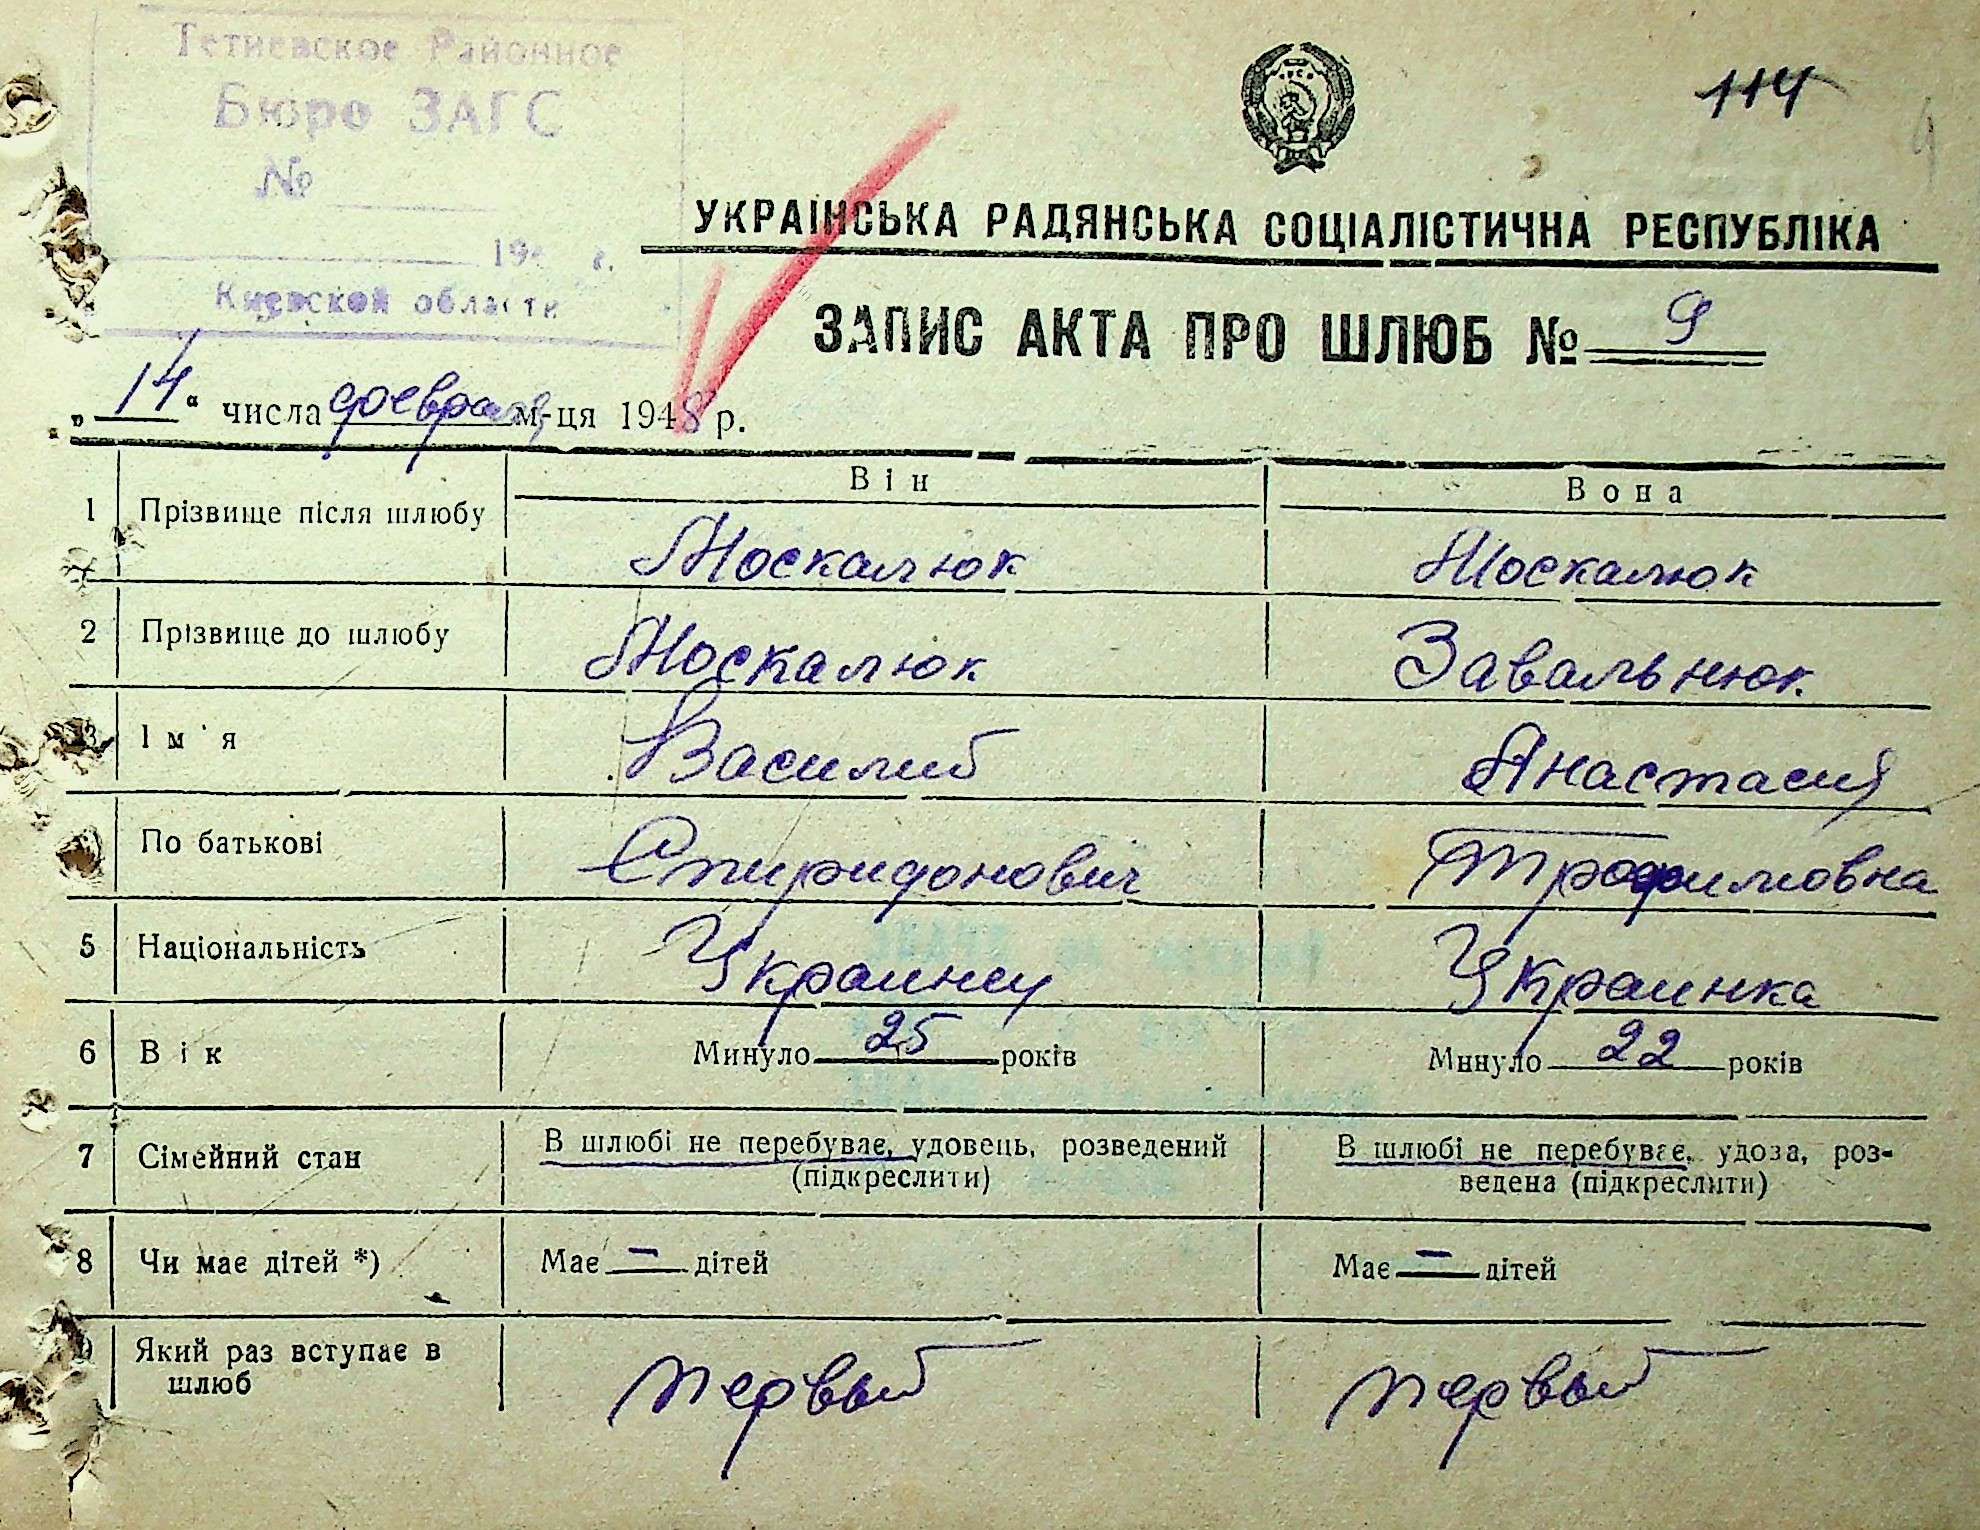 Тетиевское Районное
Бюро ЗАГС
№
194 г.
Киевской области
114
УКРАЇНСЬКА РАДЯНСЬКА СОЦІАЛІСТИЧНА РЕСПУБЛІКА
ЗАПИС АКТА ПРО ШЛЮБ № 9
„14“ числа февраля м-ця 1948 р.
Він Вона
1 Прізвище після шлюбу Москалюк Москалюк
2 Прізвище до шлюбу Москалюк Завальнюк
3 Ім'я Василий Анастасия
По батькові Спиридонович Трофимовна
5 Національність Украинец Украинка
6 Вік Минуло 25 років Минуло 22 років
7 Сімейний стан В шлюбі не перебуває, удовець, розведений (підкреслити) В шлюбі не перебуває, удова, розведена (підкреслити)
8 Чи має дітей *) Має — дітей Має — дітей
9 Який раз вступає в шлюб первый первый